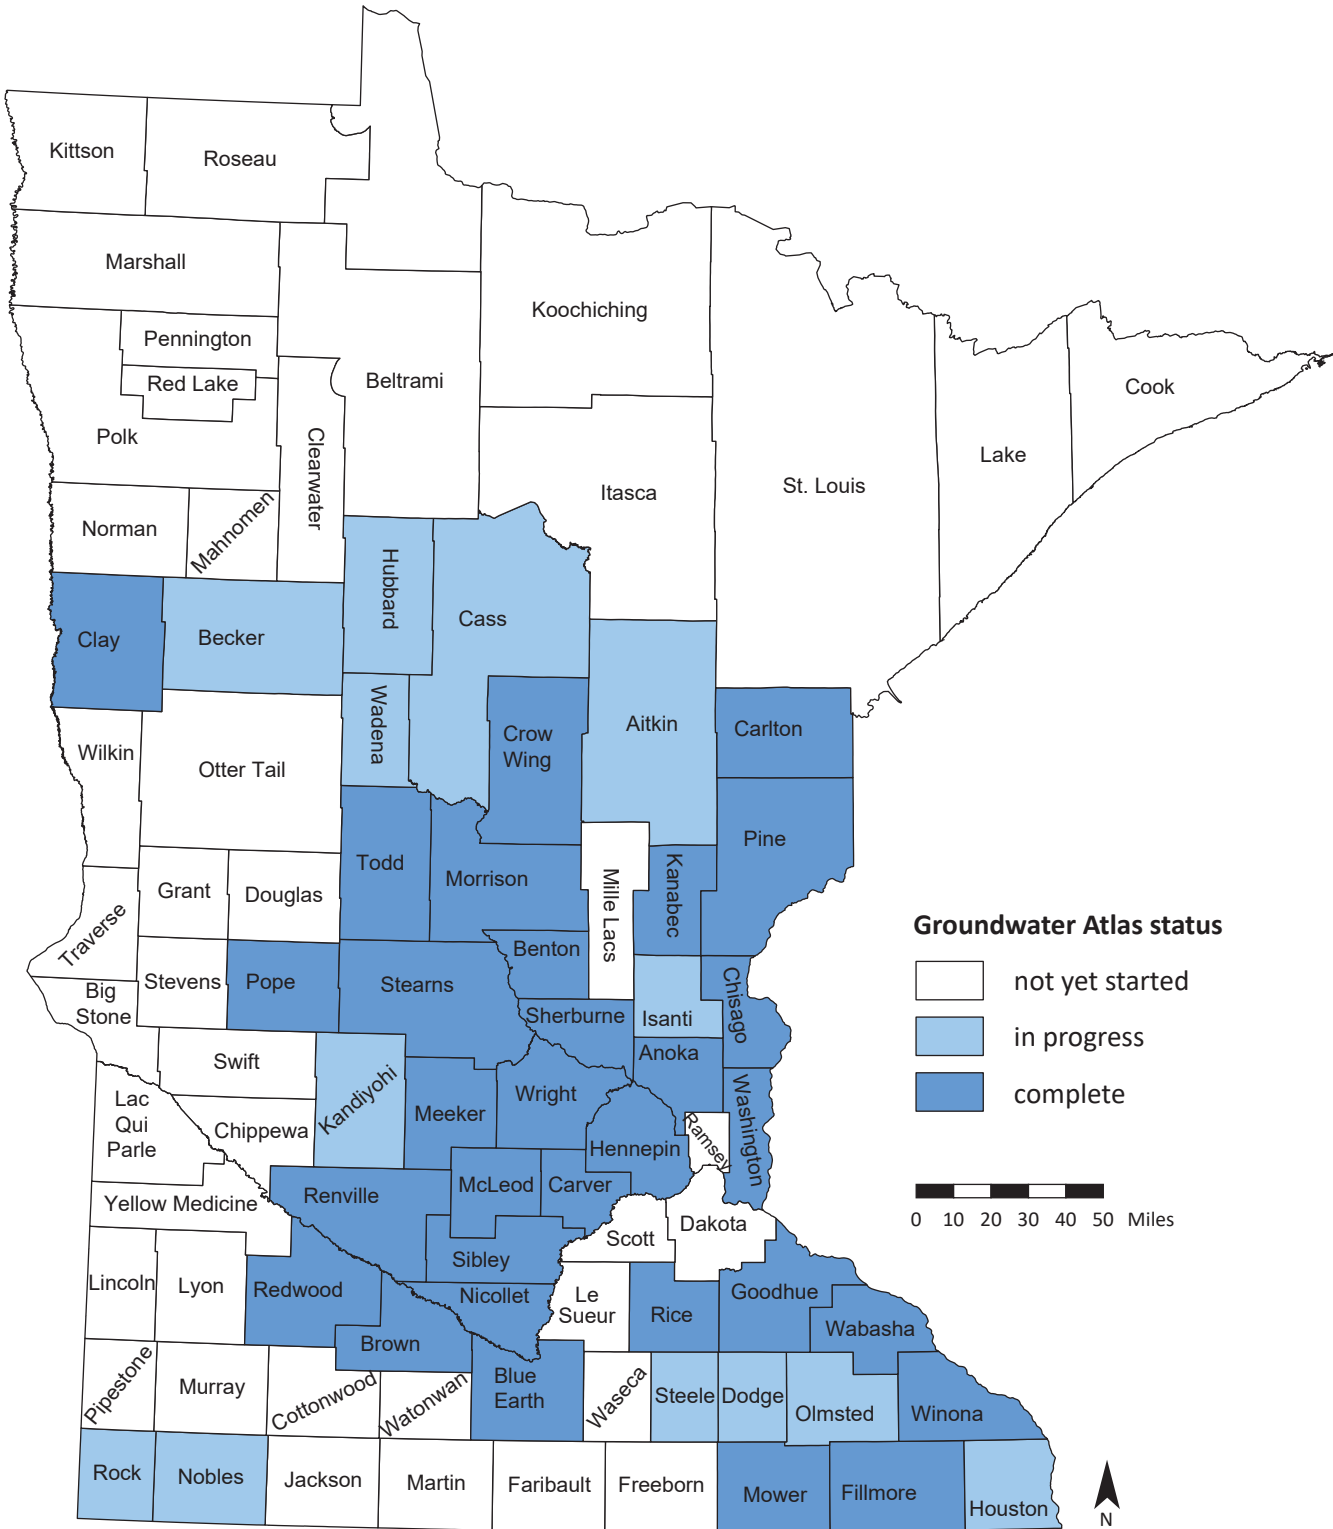 Kittson
Roseau
Marshall
Koochiching
Pennington
Red Lake
Beltrami
Cook
Polk
Clearwater
Lake
St. Louis
Itasca
Norman
Mahnomen
Hubbard
Cass
Clay
Becker
Wadena
Aitkin
Carlton
Crow
Wing
Wilkin
Otter Tail
Pine
Todd
Morrison
Kanabec
Mille Lacs
Grant
Douglas
Traverse
Benton
Stevens
Pope
Stearns
Big
Stone
Chisago
Sherburne
Isanti
Anoka
Swift
Kandiyohi
Wright
Meeker
Washington
Lac
Qui
Parle
Chippewa
Ramsey
Hennepin
McLeod
Carver
Renville
Yellow Medicine
Dakota
Scott
Sibley
Lincoln
Lyon
Redwood
Nicollet
Le
Sueur
Rice
Goodhue
Wabasha
Brown
Pipestone
Murray
Cottonwood
Watonwan
Blue
Earth
Waseca
Steele
Dodge
Olmsted
Winona
Rock
Nobles
Jackson
Martin
Faribault
Freeborn
Mower
Fillmore
Houston
Groundwater Atlas status
not yet started
in progress
complete
0 10 20 30 40 50 Miles
N